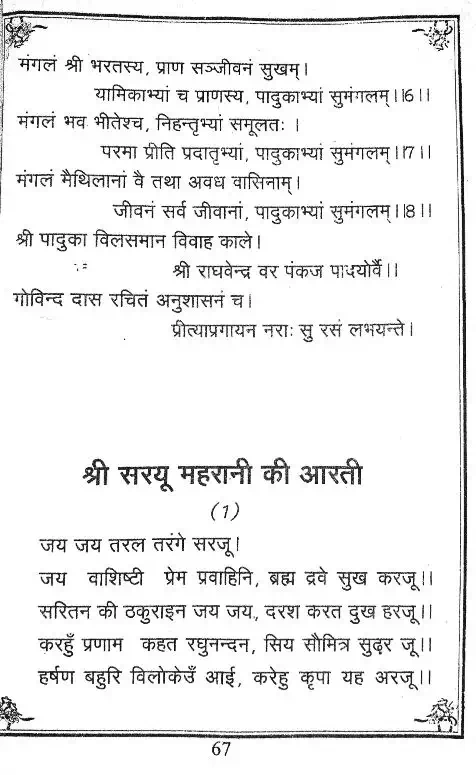 मंगलं श्री भरतस्य, प्राण सञ्जीवनं सुखम्।
यामिकाभ्यां च प्राणस्य, पादुकाभ्यां सुमंगलम्।।6।।
मंगलं भव भीतेश्च, निहन्तृभ्यां समूलतः ।
परमा प्रीति प्रदातृभ्यां, पादुकाभ्यां सुमंगलम्।।7।।
मंगलं मैथिलानां वै तथा अवध वासिनाम्।
जीवनं सर्व जीवानां, पादुकाभ्यां सुमंगलम्।।8।।
श्री पादुका विलसमान विवाह काले।
श्री राघवेन्द्र वर पंकज पादयोर्वै।।
गोविन्द दास रचितं अनुशासनं च।
प्रीत्याप्रगायन नराः सु रसं लभयन्ते।
श्री सरयू महरानी की आरती
(1)
जय जय तरल तरंगे सरजू।
जय वाशिष्टी प्रेम प्रवाहिनि, ब्रह्म द्रवे सुख करजू।।
सरितन की ठकुराइन जय जय, दरश करत दुख हरजू।।
करहुँ प्रणाम कहत रघुनन्दन, सिय सौमित्र सुढ़र जू।।
हर्षण बहुरि विलोकेउँ आई, करेहु कृपा यह अरजू।।
67